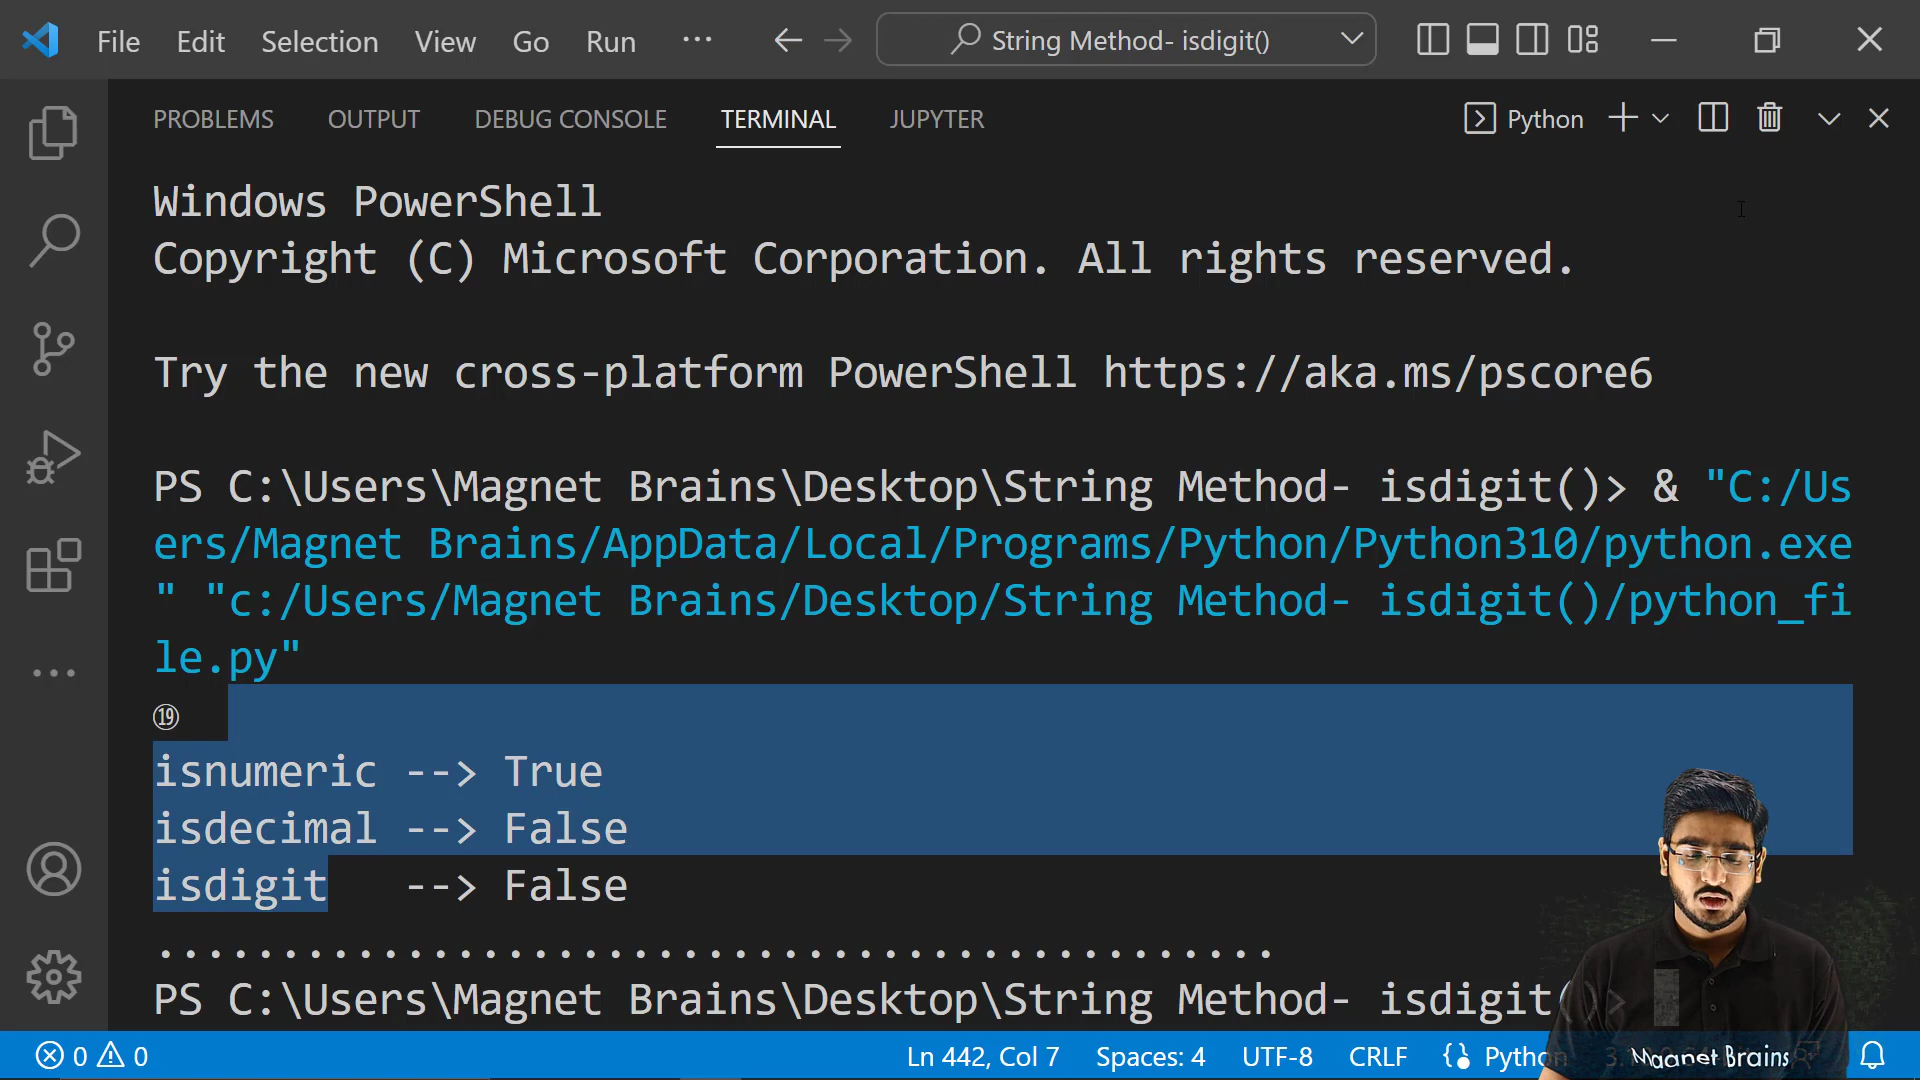 File Edit Selection View Go Run ... String Method- isdigit()
PROBLEMS OUTPUT DEBUG CONSOLE TERMINAL JUPYTER Python
Windows PowerShell
Copyright (C) Microsoft Corporation. All rights reserved.
Try the new cross-platform PowerShell https://aka.ms/pscore6
PS C:\Users\Magnet Brains\Desktop\String Method- isdigit()> & "C:/Us
ers/Magnet Brains/AppData/Local/Programs/Python/Python310/python.exe
" "c:/Users/Magnet Brains/Desktop/String Method- isdigit()/python_fi
le.py"
⑲
isnumeric --> True
isdecimal --> False
isdigit   --> False
.............................................
PS C:\Users\Magnet Brains\Desktop\String Method- isdigit()>
0 0 Ln 442, Col 7 Spaces: 4 UTF-8 CRLF Python Magnet Brains